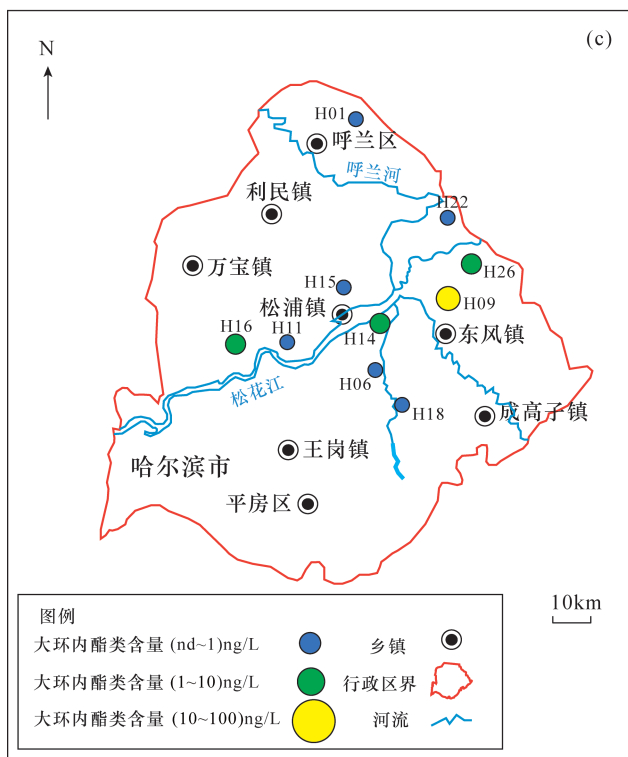 (c)
N
H01
呼兰区
呼兰河
利民镇
H22
万宝镇
H26
H15
H09
松浦镇
H16
H11
H14
东风镇
H06
松花江
H18
成高子镇
王岗镇
哈尔滨市
平房区
图例
10km
大环内酯类含量 (nd~1)ng/L
乡镇
大环内酯类含量 (1~10)ng/L
行政区界
大环内酯类含量 (10~100)ng/L
河流